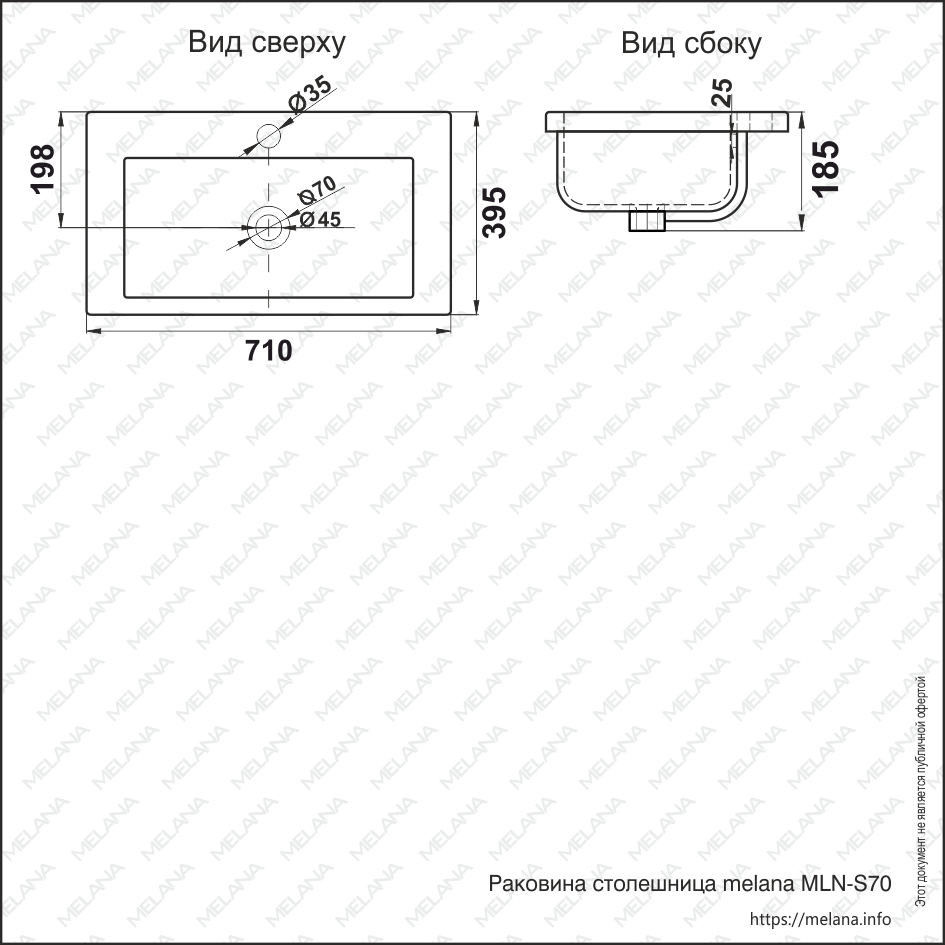 Вид сверху
Вид сбоку
Ø35
25
198
185
Ø70
Ø45
395
710
Этот документ не является публичной офертой
Раковина столешница melana MLN-S70
https://melana.info
MELANA